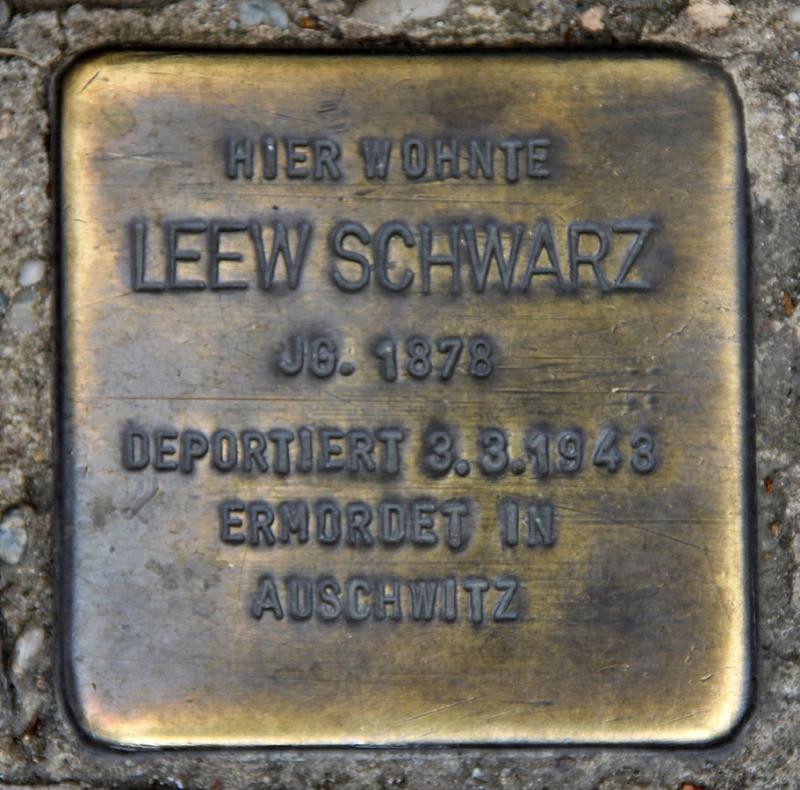 HIER WOHNTE
LEEW SCHWARZ
JG. 1878
DEPORTIERT 3.3.1943
ERMORDET IN
AUSCHWITZ